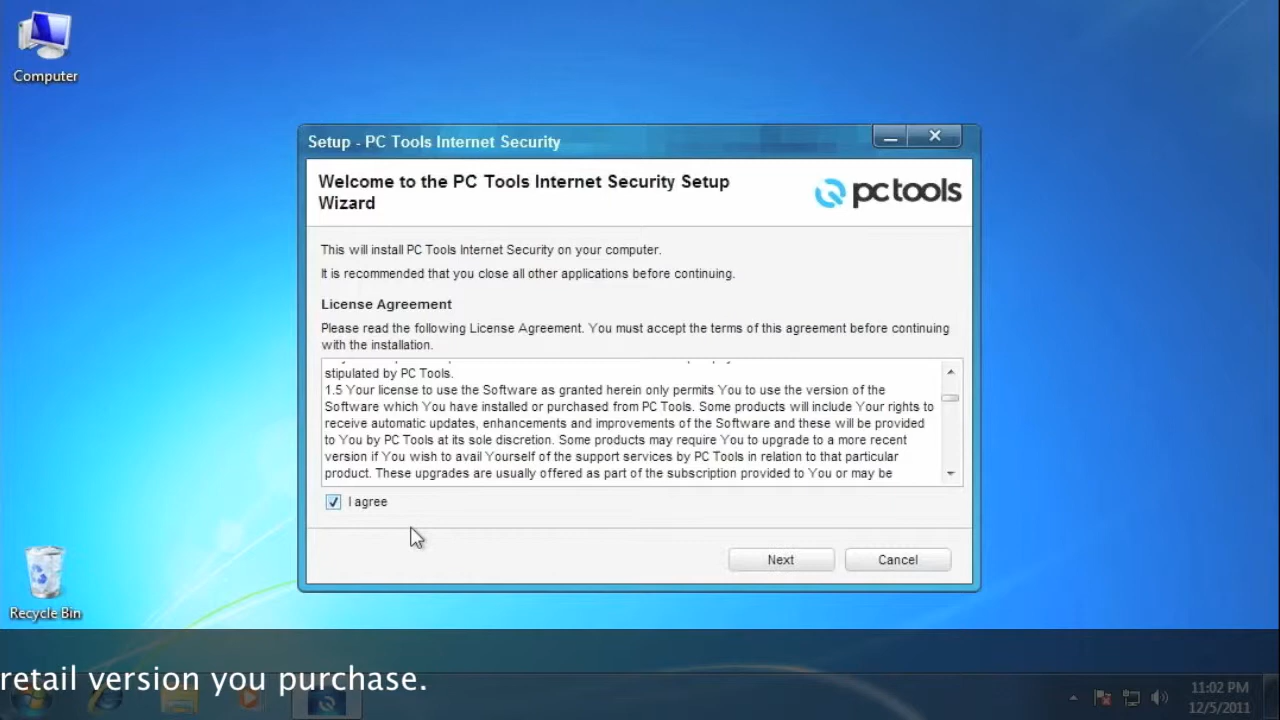 Computer
Setup - PC Tools Internet Security
Welcome to the PC Tools Internet Security Setup
Wizard
pctools
This will install PC Tools Internet Security on your computer.
It is recommended that you close all other applications before continuing.
License Agreement
Please read the following License Agreement. You must accept the terms of this agreement before continuing
with the installation.
stipulated by PC Tools.
1.5 Your license to use the Software as granted herein only permits You to use the version of the
Software which You have installed or purchased from PC Tools. Some products will include Your rights to
receive automatic updates, enhancements and improvements of the Software and these will be provided
to You by PC Tools at its sole discretion. Some products may require You to upgrade to a more recent
version if You wish to avail Yourself of the support services by PC Tools in relation to that particular
product. These upgrades are usually offered as part of the subscription provided to You or may be
I agree
Next
Cancel
Recycle Bin
retail version you purchase.
11:02 PM
12/5/2011